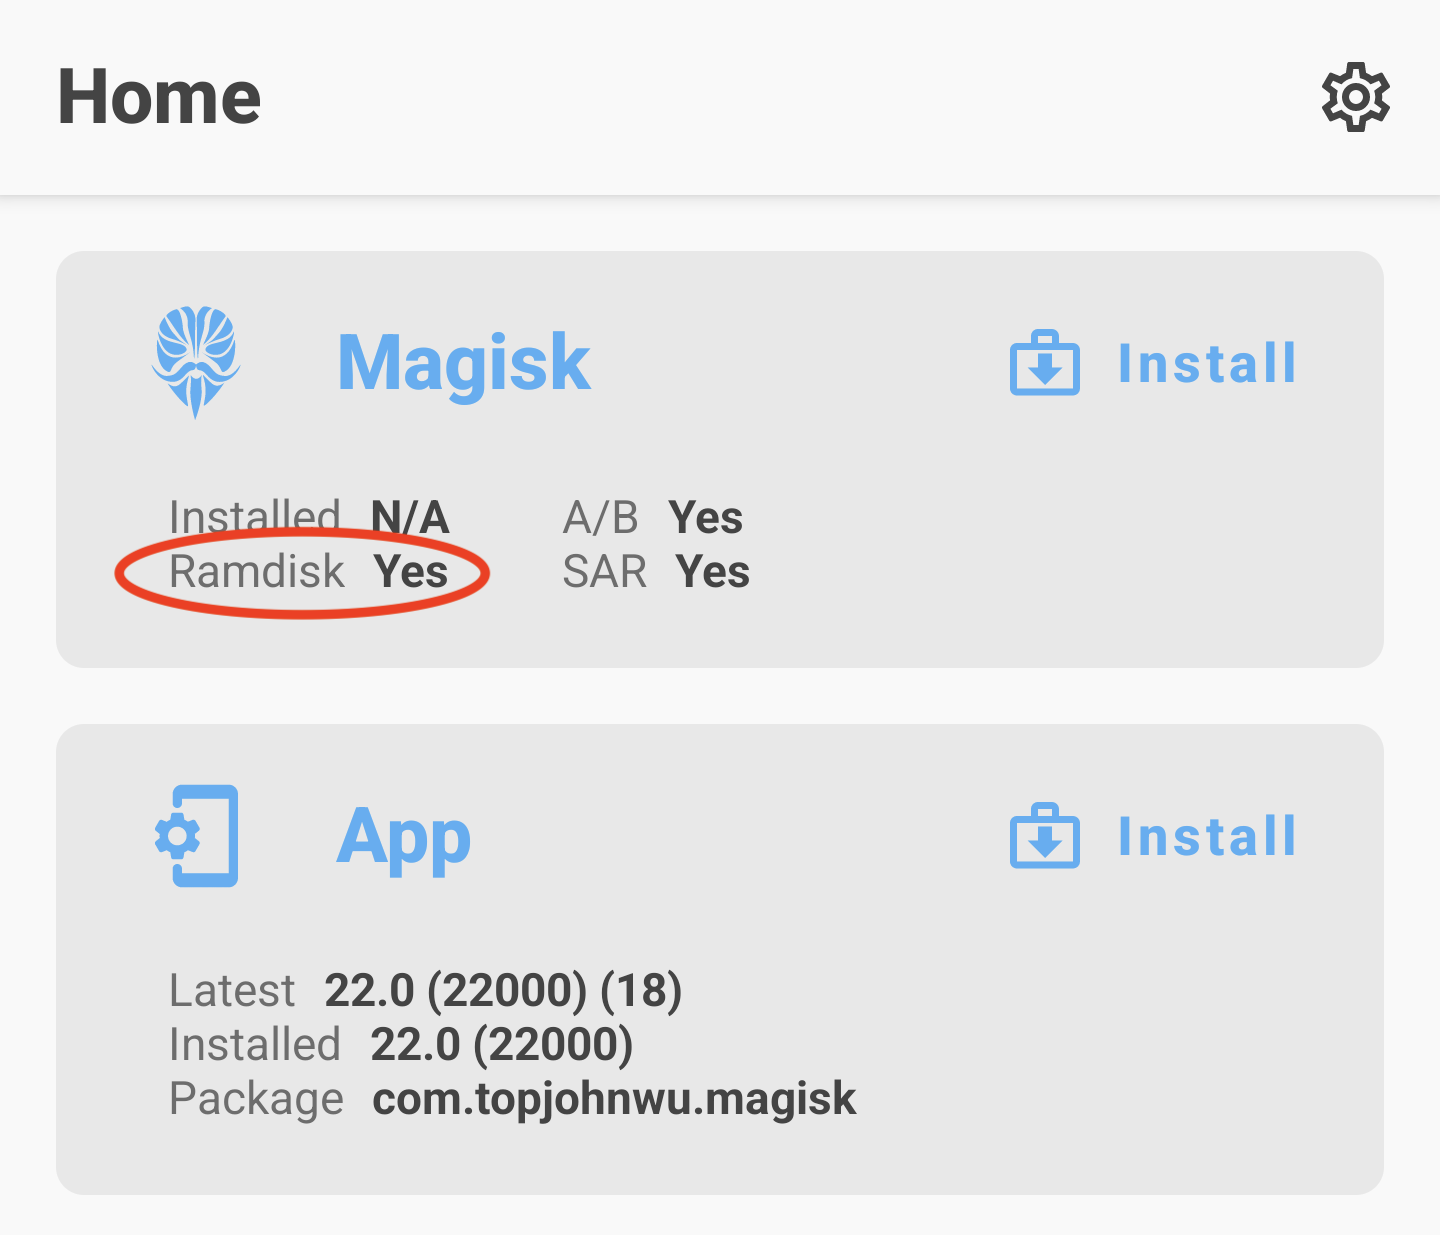 Home
Magisk Install
Installed N/A A/B Yes
Ramdisk Yes SAR Yes
App Install
Latest 22.0 (22000) (18)
Installed 22.0 (22000)
Package com.topjohnwu.magisk